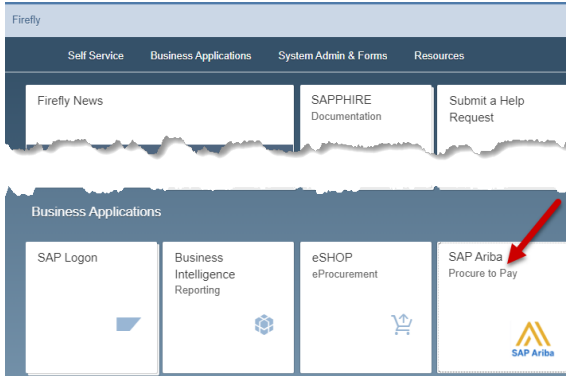 Firefly
Self Service Business Applications System Admin & Forms Resources
Firefly News
SAPPHIRE
Documentation
Submit a Help
Request
Business Applications
SAP Logon
Business
Intelligence
Reporting
eSHOP
eProcurement
SAP Ariba
Procure to Pay
SAP Ariba